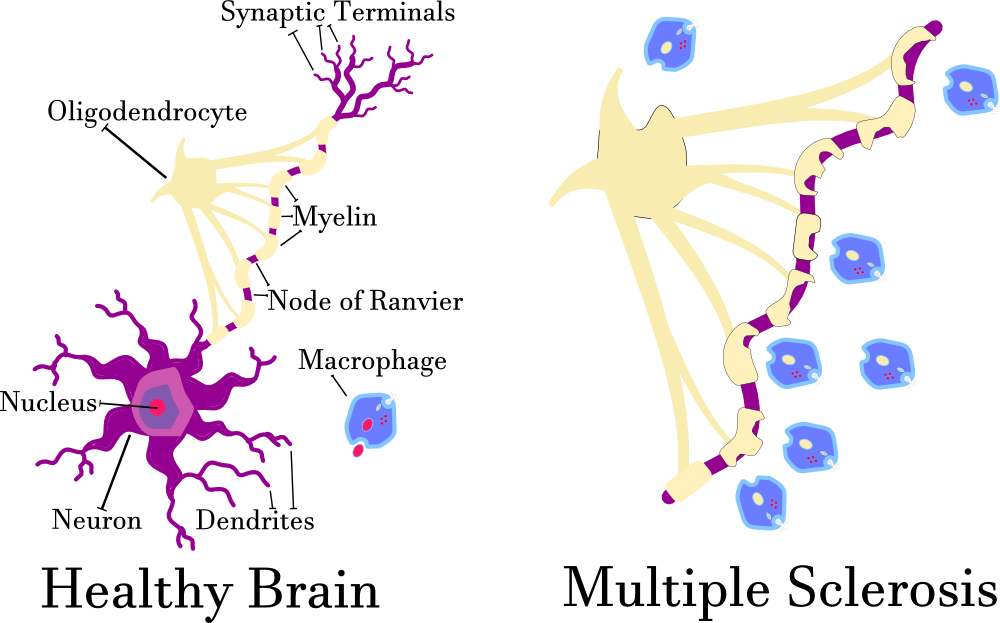 Synaptic Terminals
Oligodendrocyte
Myelin
Node of Ranvier
Macrophage
Nucleus
Neuron
Dendrites
Healthy Brain
Multiple Sclerosis